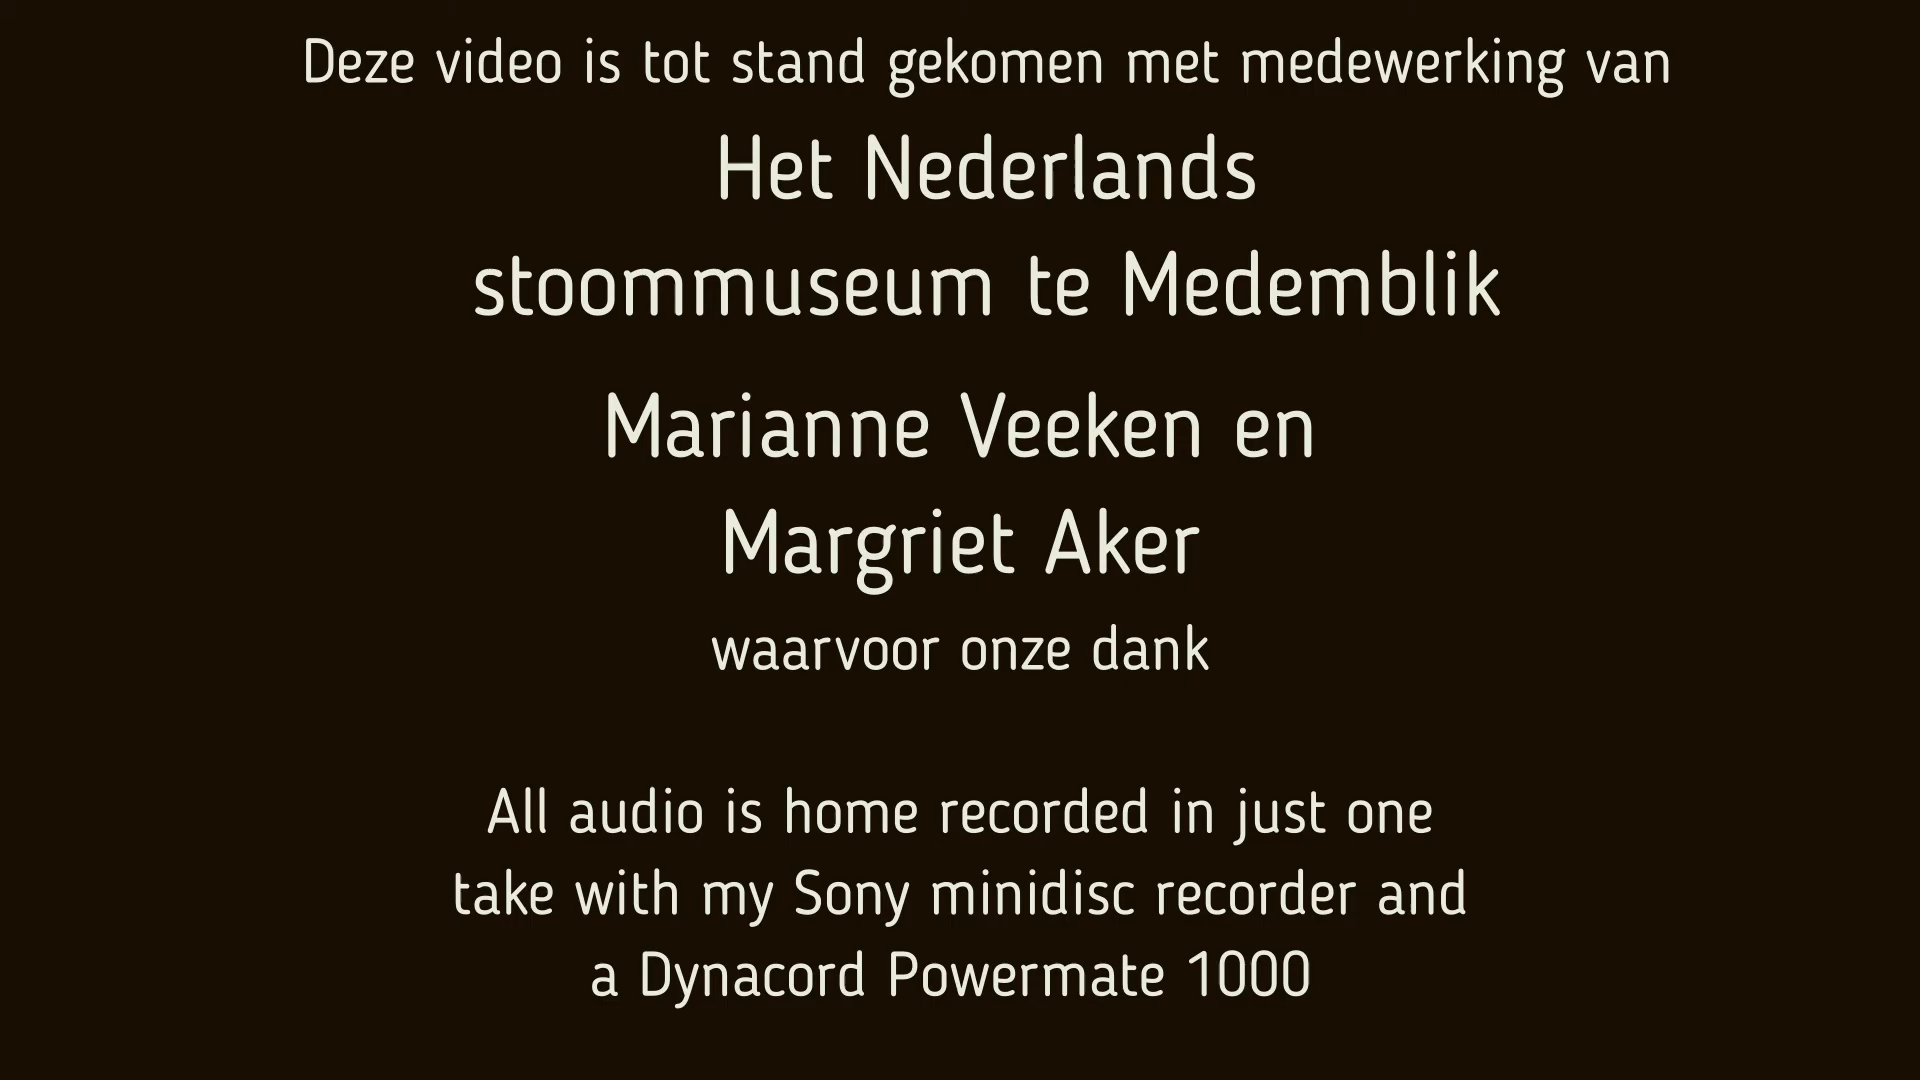 Deze video is tot stand gekomen met medewerking van
Het Nederlands
stoommuseum te Medemblik
Marianne Veeken en
Margriet Aker
waarvoor onze dank
All audio is home recorded in just one
take with my Sony minidisc recorder and
a Dynacord Powermate 1000